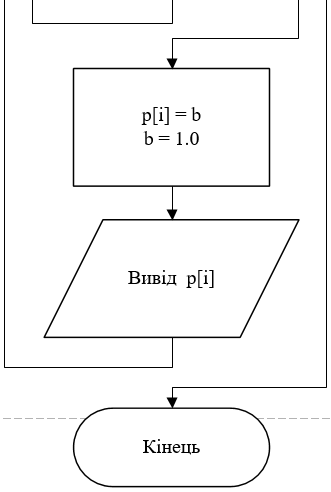 p[i] = b
b = 1.0
Вивід p[i]
Кінець